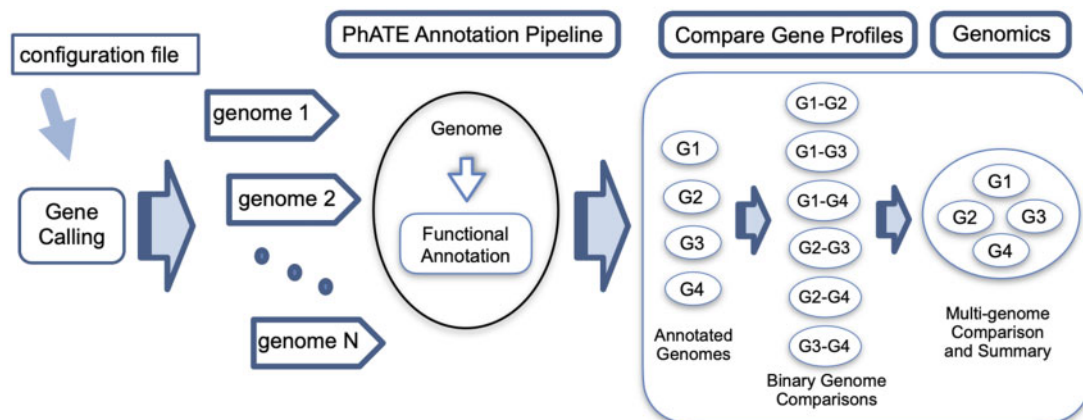 PhATE Annotation Pipeline
Compare Gene Profiles
Genomics
configuration file
Gene
Calling
genome 1
genome 2
genome N
Genome
Functional
Annotation
G1
G2
G3
G4
Annotated
Genomes
G1-G2
G1-G3
G1-G4
G2-G3
G2-G4
G3-G4
Binary Genome
Comparisons
G1
G2
G3
G4
Multi-genome
Comparison
and Summary